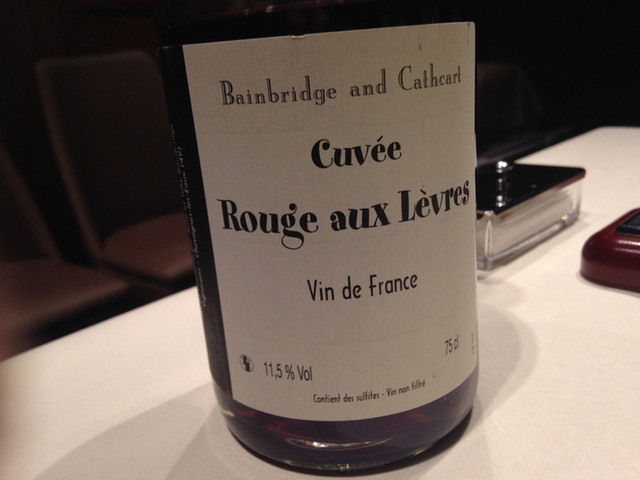 Bainbridge and Cathcart
Cuvée
Rouge aux Lèvres
Vin de France
75 cl
11,5 % Vol
Contient des sulfites - Vin non filtré